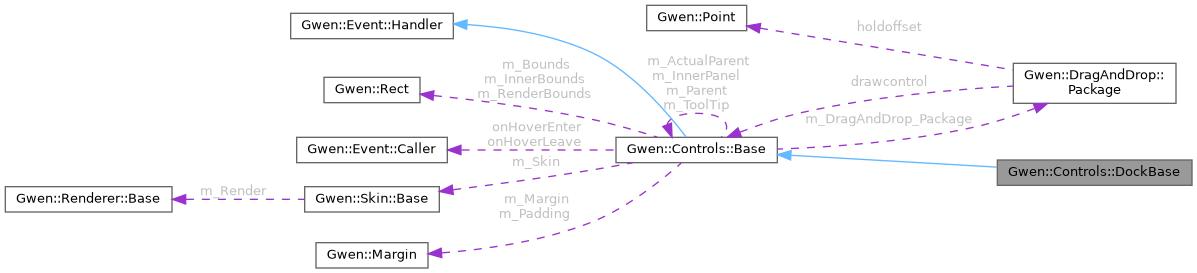 Gwen::Event::Handler
Gwen::Point
holdoffset
m_Bounds
m_InnerBounds
m_RenderBounds
m_ActualParent
m_InnerPanel
m_Parent
m_ToolTip
Gwen::Rect
drawcontrol
Gwen::DragAndDrop::
Package
m_DragAndDrop_Package
onHoverEnter
onHoverLeave
Gwen::Event::Caller
Gwen::Controls::Base
m_Skin
Gwen::Controls::DockBase
Gwen::Renderer::Base
m_Render
Gwen::Skin::Base
m_Margin
m_Padding
Gwen::Margin